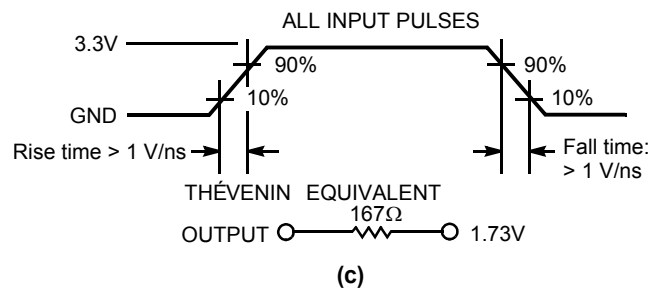 ALL INPUT PULSES
3.3V
90%
90%
10%
10%
GND
Rise time > 1 V/ns
Fall time:
> 1 V/ns
THÉVENIN EQUIVALENT
167Ω
OUTPUT
1.73V
(c)